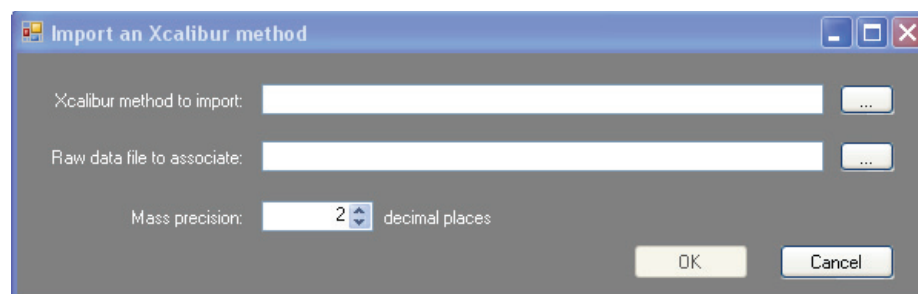 Import an Xcalibur method
Xcalibur method to import: ...
Raw data file to associate: ...
Mass precision: 2 decimal places
OK Cancel